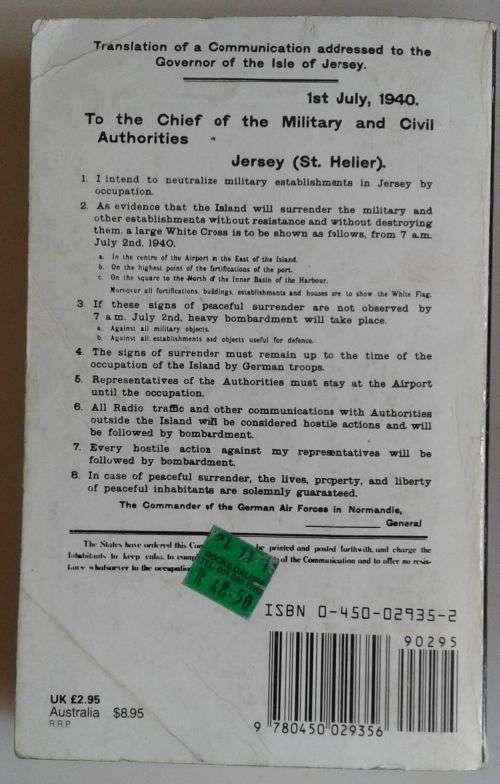 Translation of a Communication addressed to the
Governor of the Isle of Jersey.
1st July, 1940.
To the Chief of the Military and Civil
Authorities
Jersey (St. Helier).
1. I intend to neutralize military establishments in Jersey by
occupation.
2. As evidence that the Island will surrender the military and
other establishments without resistance and without destroying
them, a large White Cross is to be shown as follows, from 7 a.m.
July 2nd, 1940.
a. In the centre of the Airport in the East of the Island.
b. On the highest point of the fortifications of the port.
c. On the square to the North of the Inner Basin of the Harbour.
Moreover all fortifications, buildings, establishments and houses are to show the White Flag.
3. If these signs of peaceful surrender are not observed by
7 a.m. July 2nd, heavy bombardment will take place.
a. Against all military objects.
b. Against all establishments and objects useful for defence.
4. The signs of surrender must remain up to the time of the
occupation of the Island by German troops.
5. Representatives of the Authorities must stay at the Airport
until the occupation.
6. All Radio traffic and other communications with Authorities
outside the Island will be considered hostile actions and will
be followed by bombardment.
7. Every hostile action against my representatives will be
followed by bombardment.
8. In case of peaceful surrender, the lives, property, and liberty
of peaceful inhabitants are solemnly guaranteed.
The Commander of the German Air Forces in Normandie,
General
The States have ordered this be printed and posted forthwith, and charge the
Inhabitants to keep calm, to of the Communication and to offer no resis-
tance whatsoever to the
R 48.50
ISBN 0-450-02935-2
90295
9 780450 029356
UK £2.95
Australia $8.95
R.R.P.